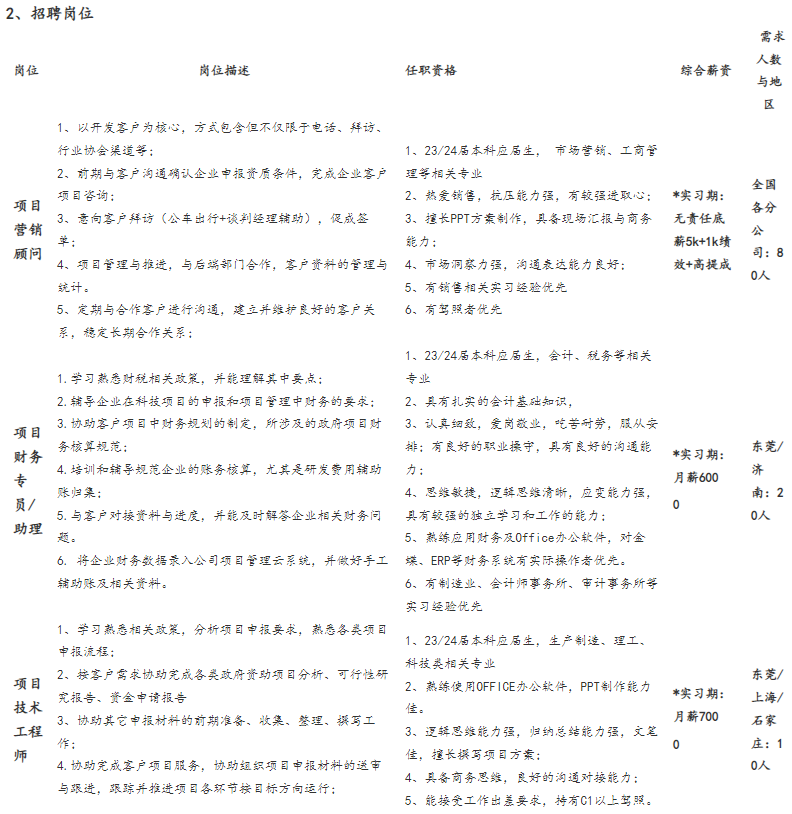 2、招聘岗位
岗位
岗位描述
任职资格
综合薪资
需求
人数
与地
区
项目
营销
顾问
1、以开发客户为核心，方式包含但不仅限于电话、拜访、
行业协会渠道等；
2、前期与客户沟通确认企业申报资质条件，完成企业客户
项目咨询；
3、意向客户拜访（公车出行+谈判经理辅助），促成签
单；
4、项目管理与推进，与后端部门合作，客户资料的管理与
统计。
5、定期与合作客户进行沟通，建立并维护良好的客户关
系，稳定长期合作关系；
1、23/24届本科应届生， 市场营销、工商管
理等相关专业
2、热爱销售，抗压能力强，有较强进取心；
3、擅长PPT方案制作，具备现场汇报与商务
能力；
4、市场洞察力强，沟通表达能力良好；
5、有销售相关实习经验优先
6、有驾照者优先
*实习期：
无责任底
薪5k+1k绩
效+高提成
全国
各分
公
司：8
0人
项目
财务
专
员/
助理
1.学习熟悉财税相关政策，并能理解其中要点；
2.辅导企业在科技项目的申报和项目管理中财务的要求；
3.协助客户项目中财务规划的制定，所涉及的政府项目财
务核算规范；
4.培训和辅导规范企业的账务核算，尤其是研发费用辅助
账归集；
5.与客户对接资料与进度，并能及时解答企业相关财务问
题。
6. 将企业财务数据录入公司项目管理云系统，并做好手工
辅助账及相关资料。
1、23/24届本科应届生，会计、税务等相关
专业
2、具有扎实的会计基础知识，
3、认真细致，爱岗敬业，吃苦耐劳，服从安
排；有良好的职业操守，具有良好的沟通能
力；
4、思维敏捷，逻辑思维清晰，应变能力强，
具有较强的独立学习和工作的能力；
5、熟练应用财务及Office办公软件，对金
蝶、ERP等财务系统有实际操作者优先。
6、有制造业、会计师事务所、审计事务所等
实习经验优先
*实习期：
月薪600
0
东莞/
济
南：2
0人
项目
技术
工程
师
1、学习熟悉相关政策，分析项目申报要求，熟悉各类项目
申报流程；
2、按客户需求协助完成各类政府资助项目分析、可行性研
究报告、资金申请报告
3、协助其它申报材料的前期准备、收集、整理、撰写工
作；
4.协助完成客户项目服务，协助组织项目申报材料的送审
与跟进，跟踪并推进项目各环节按目标方向运行；
1、23/24届本科应届生，生产制造、理工、
科技类相关专业
2、熟练使用OFFICE办公软件，PPT制作能力
佳。
3、逻辑思维能力强，归纳总结能力强，文笔
佳，擅长撰写项目方案；
4、具备商务思维，良好的沟通对接能力；
5、能接受工作出差要求，持有C1以上驾照。
*实习期：
月薪700
0
东莞/
上海/
石家
庄：1
0人